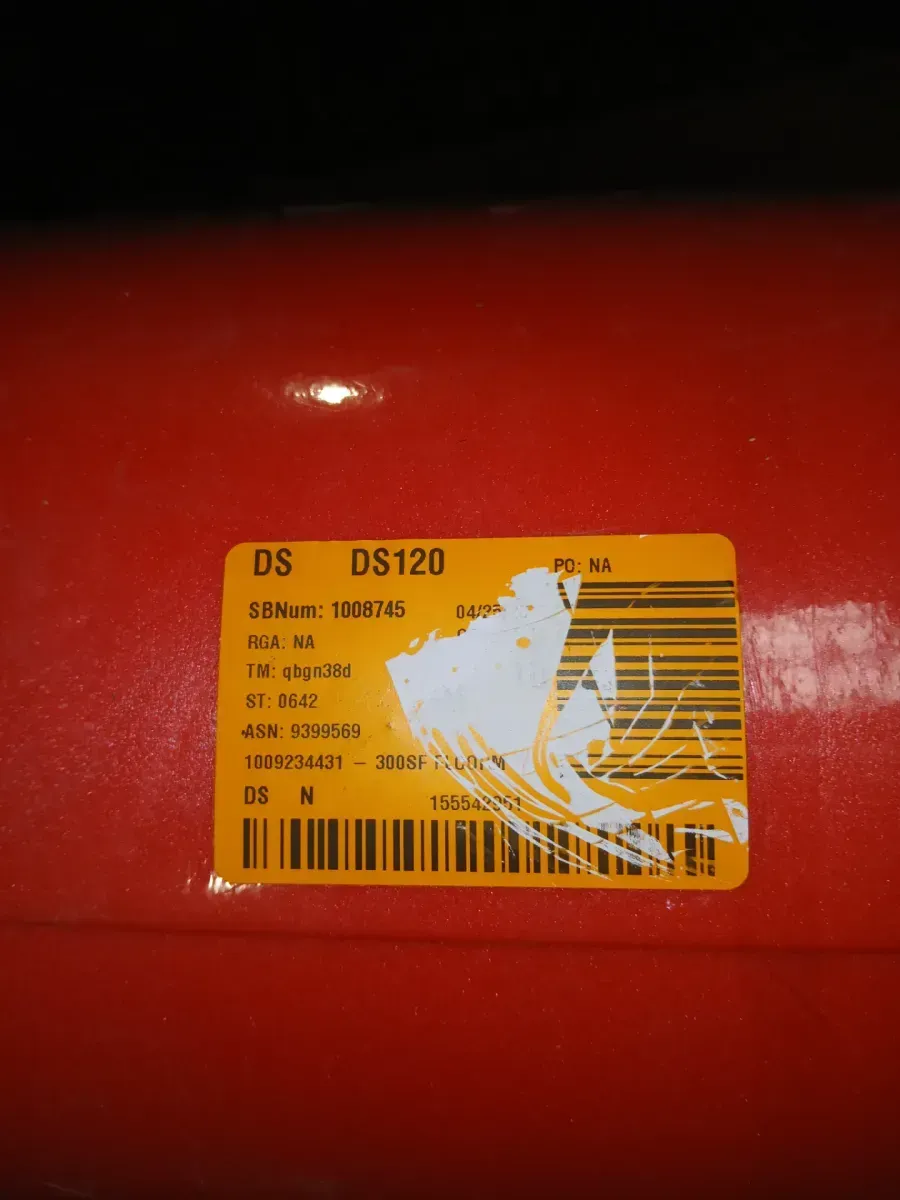 DS DS120 PO: NA
SBNum: 1008745
RGA: NA
TM: qbgn38d
ST: 0642
ASN: 9399569
1009234431 – 300SF
DS N